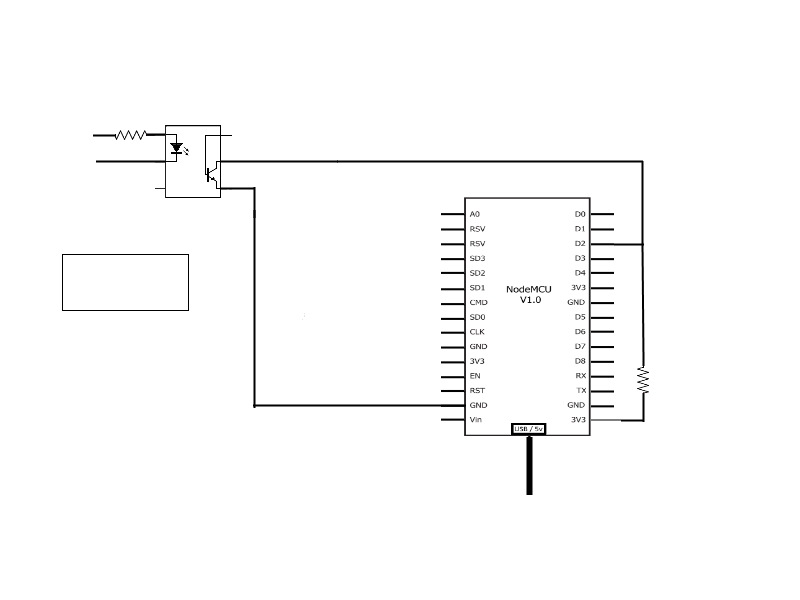 A0
RSV
RSV
SD3
SD2
SD1
CMD
SD0
CLK
GND
3V3
EN
RST
GND
Vin
NodeMCU
V1.0
USB / 5v
D0
D1
D2
D3
D4
3V3
GND
D5
D6
D7
D8
RX
TX
GND
3V3